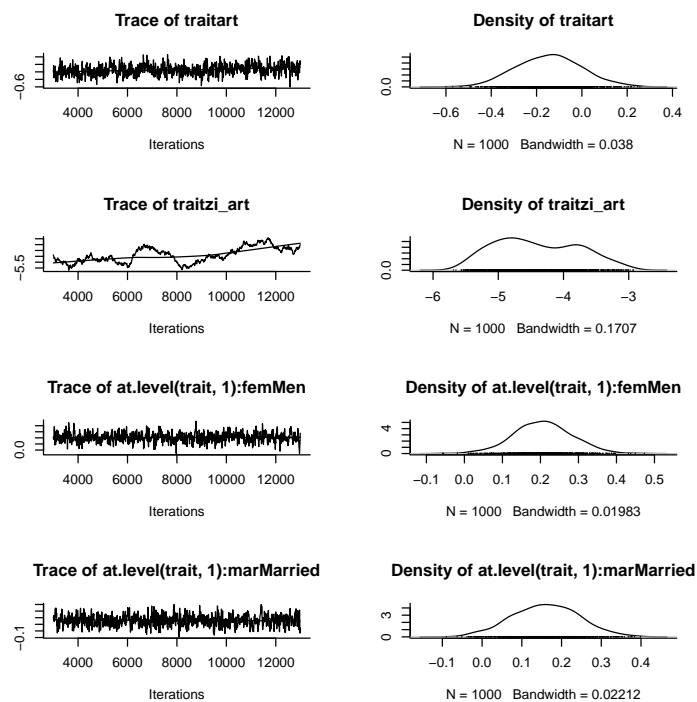 Trace of traitart
−0.6
4000 6000 8000 10000 12000
Iterations
Density of traitart
0.0
−0.6 −0.4 −0.2 0.0 0.2 0.4
N = 1000 Bandwidth = 0.038
Trace of traitzi_art
−5.5
4000 6000 8000 10000 12000
Iterations
Density of traitzi_art
0.0
−6 −5 −4 −3
N = 1000 Bandwidth = 0.1707
Trace of at.level(trait, 1):femMen
0.0
4000 6000 8000 10000 12000
Iterations
Density of at.level(trait, 1):femMen
4
0
−0.1 0.0 0.1 0.2 0.3 0.4 0.5
N = 1000 Bandwidth = 0.01983
Trace of at.level(trait, 1):marMarried
−0.1
4000 6000 8000 10000 12000
Iterations
Density of at.level(trait, 1):marMarried
3
0
−0.1 0.0 0.1 0.2 0.3 0.4
N = 1000 Bandwidth = 0.02212